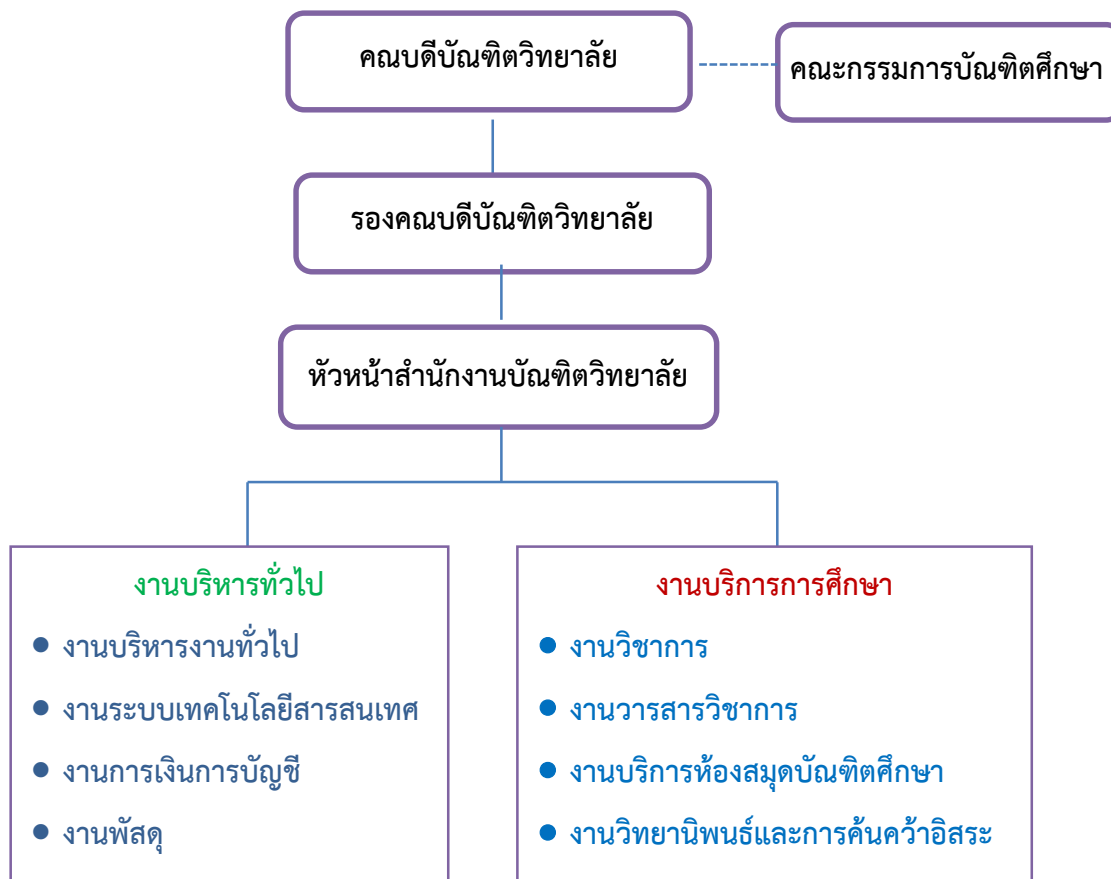 คณบดีบัณฑิตวิทยาลัย
คณะกรรมการบัณฑิตศึกษา
รองคณบดีบัณฑิตวิทยาลัย
หัวหน้าสำนักงานบัณฑิตวิทยาลัย
งานบริหารทั่วไป
● งานบริหารงานทั่วไป
● งานระบบเทคโนโลยีสารสนเทศ
● งานการเงินการบัญชี
● งานพัสดุ
งานบริการการศึกษา
● งานวิชาการ
● งานวารสารวิชาการ
● งานบริการห้องสมุดบัณฑิตศึกษา
● งานวิทยานิพนธ์และการค้นคว้าอิสระ